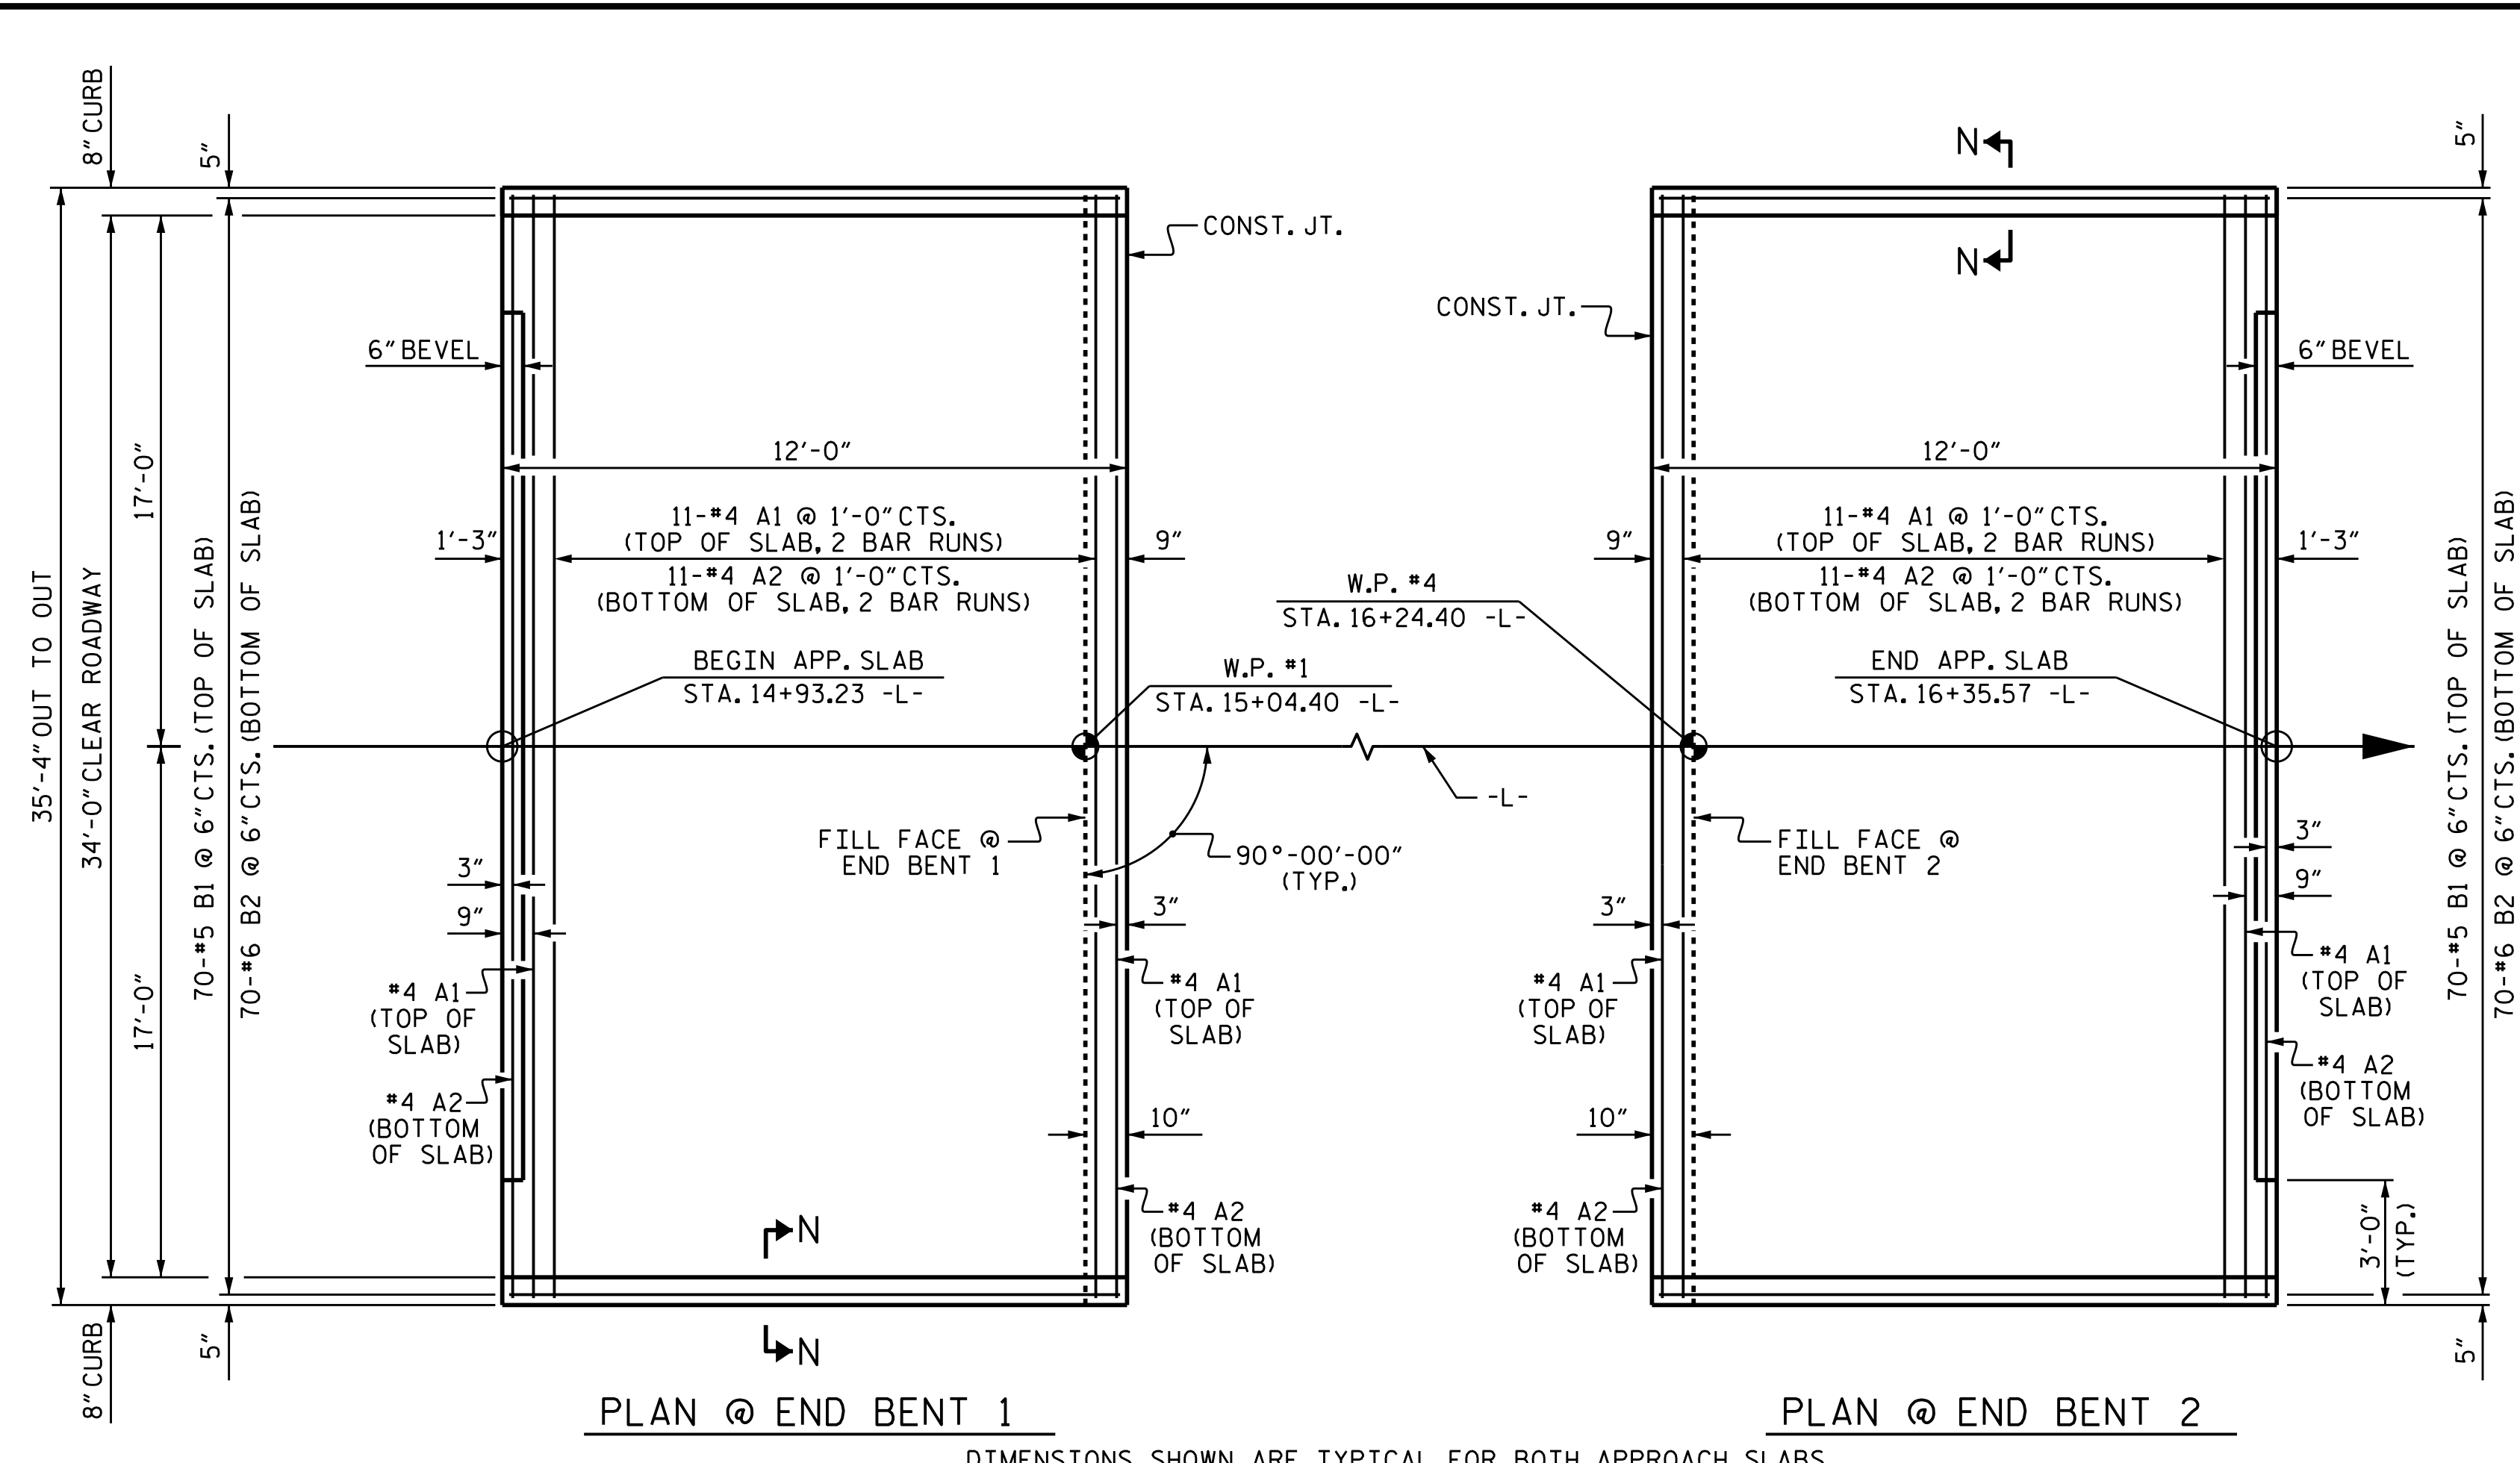 8" CURB
5"
35'-4" OUT TO OUT
34'-0" CLEAR ROADWAY
17'-0"
17'-0"
70-#5 B1 @ 6" CTS. (TOP OF SLAB)
70-#6 B2 @ 6" CTS. (BOTTOM OF SLAB)
8" CURB
5"
6" BEVEL
CONST. JT.
12'-0"
1'-3"
11-#4 A1 @ 1'-0" CTS.
(TOP OF SLAB, 2 BAR RUNS)
11-#4 A2 @ 1'-0" CTS.
(BOTTOM OF SLAB, 2 BAR RUNS)
9"
BEGIN APP. SLAB
STA. 14+93.23 -L-
W.P. #1
STA. 15+04.40 -L-
FILL FACE @
END BENT 1
90°-00'-00"
(TYP.)
3"
9"
#4 A1
(TOP OF
SLAB)
#4 A2
(BOTTOM
OF SLAB)
3"
#4 A1
(TOP OF
SLAB)
10"
#4 A2
(BOTTOM
OF SLAB)
N
N
PLAN @ END BENT 1
N
N
CONST. JT.
6" BEVEL
12'-0"
9"
11-#4 A1 @ 1'-0" CTS.
(TOP OF SLAB, 2 BAR RUNS)
11-#4 A2 @ 1'-0" CTS.
(BOTTOM OF SLAB, 2 BAR RUNS)
1'-3"
W.P. #4
STA. 16+24.40 -L-
END APP. SLAB
STA. 16+35.57 -L-
-L-
FILL FACE @
END BENT 2
3"
#4 A1
(TOP OF
SLAB)
10"
#4 A2
(BOTTOM
OF SLAB)
3"
9"
#4 A1
(TOP OF
SLAB)
#4 A2
(BOTTOM
OF SLAB)
3'-0"
(TYP.)
5"
70-#5 B1 @ 6" CTS. (TOP OF SLAB)
70-#6 B2 @ 6" CTS. (BOTTOM OF SLAB)
5"
PLAN @ END BENT 2
DIMENSIONS SHOWN ARE TYPICAL FOR BOTH APPROACH SLABS